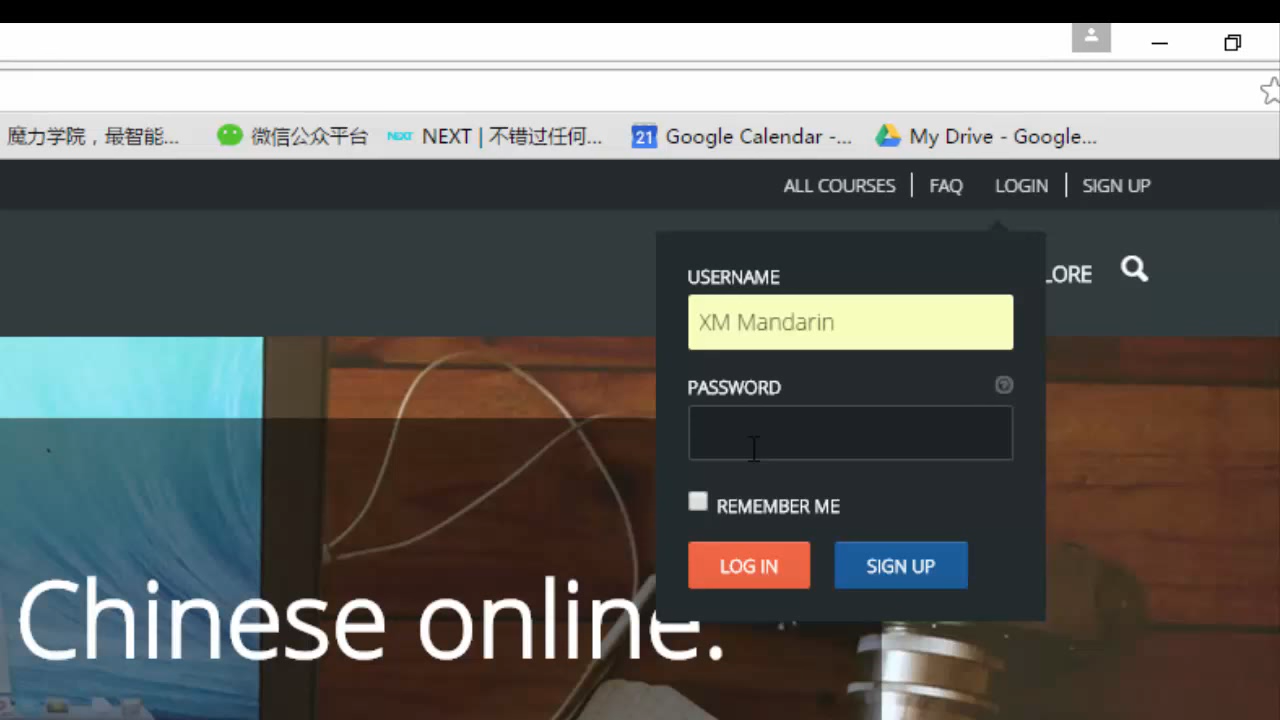 魔力学院，最智能... 微信公众平台 NEXT NEXT | 不错过任何... 21 Google Calendar -... My Drive - Google...
ALL COURSES FAQ LOGIN SIGN UP
USERNAME
LORE
XM Mandarin
PASSWORD ?
REMEMBER ME
LOG IN SIGN UP
Chinese online.